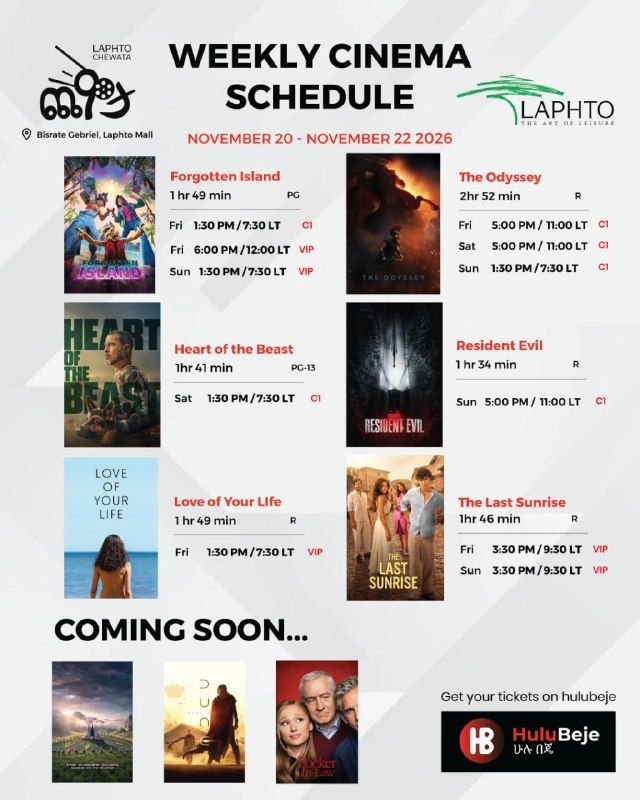 LAPHTO
CHEWATA
ጨዋታ
Bisrate Gebriel, Laphto Mall
WEEKLY CINEMA
SCHEDULE
LAPHTO
THE ART OF LEISURE
NOVEMBER 20 - NOVEMBER 22 2026
FORGOTTEN
ISLAND
Forgotten Island
1 hr 49 min PG
Fri 1:30 PM / 7:30 LT C1
Fri 6:00 PM / 12:00 LT VIP
Sun 1:30 PM / 7:30 LT VIP
THE ODYSSEY
The Odyssey
2hr 52 min R
Fri 5:00 PM / 11:00 LT C1
Sat 5:00 PM / 11:00 LT C1
Sun 1:30 PM / 7:30 LT C1
HEART
OF
THE
BEAST
Heart of the Beast
1hr 41 min PG-13
Sat 1:30 PM / 7:30 LT C1
RESIDENT EVIL
Resident Evil
1 hr 34 min R
Sun 5:00 PM / 11:00 LT C1
LOVE
OF
YOUR
LIFE
Love of Your LIfe
1 hr 49 min R
Fri 1:30 PM / 7:30 LT VIP
THE
LAST
SUNRISE
The Last Sunrise
1hr 46 min R
Fri 3:30 PM / 9:30 LT VIP
Sun 3:30 PM / 9:30 LT VIP
COMING SOON...
THE HUNGER GAMES
Focker
In-Law
Get your tickets on hulubeje
HB
HuluBeje
ሁሉ በጄ